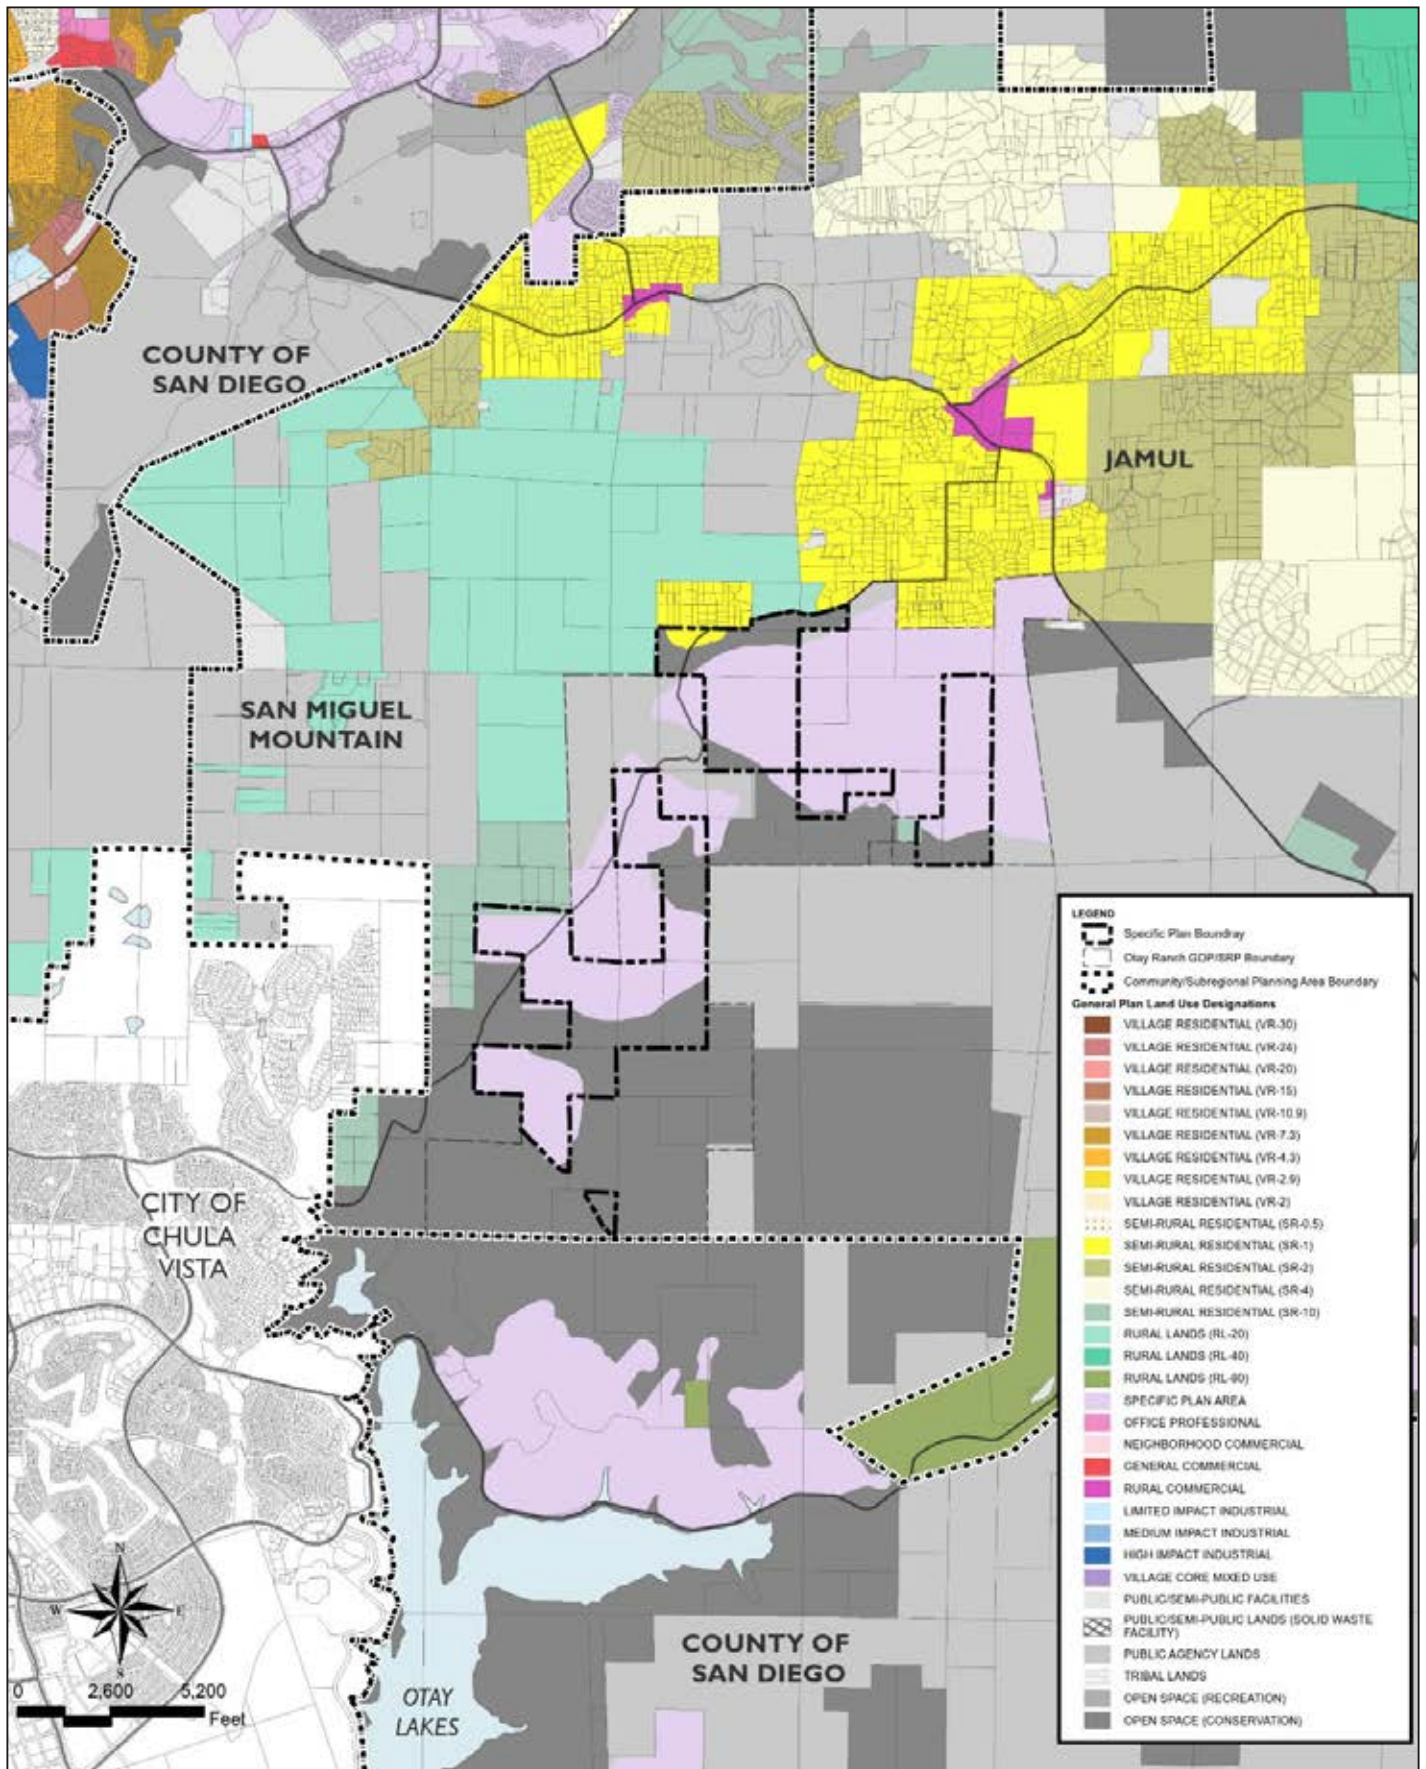 COUNTY OF
SAN DIEGO
JAMUL
SAN MIGUEL
MOUNTAIN
CITY OF
CHULA
VISTA
COUNTY OF
SAN DIEGO
OTAY
LAKES
N
W
E
S
0 2,600 5,200
Feet
LEGEND
Specific Plan Boundray
Otay Ranch GDP/SRP Boundary
Community/Subregional Planning Area Boundary
General Plan Land Use Designations
VILLAGE RESIDENTIAL (VR-30)
VILLAGE RESIDENTIAL (VR-24)
VILLAGE RESIDENTIAL (VR-20)
VILLAGE RESIDENTIAL (VR-15)
VILLAGE RESIDENTIAL (VR-10.9)
VILLAGE RESIDENTIAL (VR-7.3)
VILLAGE RESIDENTIAL (VR-4.3)
VILLAGE RESIDENTIAL (VR-2.9)
VILLAGE RESIDENTIAL (VR-2)
SEMI-RURAL RESIDENTIAL (SR-0.5)
SEMI-RURAL RESIDENTIAL (SR-1)
SEMI-RURAL RESIDENTIAL (SR-2)
SEMI-RURAL RESIDENTIAL (SR-4)
SEMI-RURAL RESIDENTIAL (SR-10)
RURAL LANDS (RL-20)
RURAL LANDS (RL-40)
RURAL LANDS (RL-80)
SPECIFIC PLAN AREA
OFFICE PROFESSIONAL
NEIGHBORHOOD COMMERCIAL
GENERAL COMMERCIAL
RURAL COMMERCIAL
LIMITED IMPACT INDUSTRIAL
MEDIUM IMPACT INDUSTRIAL
HIGH IMPACT INDUSTRIAL
VILLAGE CORE MIXED USE
PUBLIC/SEMI-PUBLIC FACILITIES
PUBLIC/SEMI-PUBLIC LANDS (SOLID WASTE
FACILITY)
PUBLIC AGENCY LANDS
TRIBAL LANDS
OPEN SPACE (RECREATION)
OPEN SPACE (CONSERVATION)